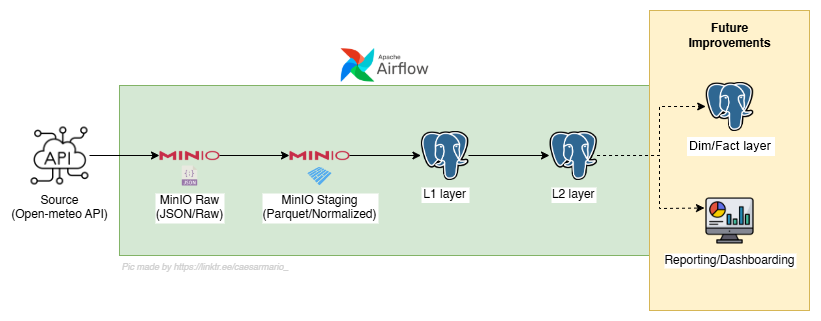 Future
Improvements
Apache
Airflow
API
MINIO
MINIO
JSON
Source
(Open-meteo API)
MinIO Raw
(JSON/Raw)
MinIO Staging
(Parquet/Normalized)
L1 layer
L2 layer
Dim/Fact layer
Reporting/Dashboarding
Pic made by https://linktr.ee/caesarmario_